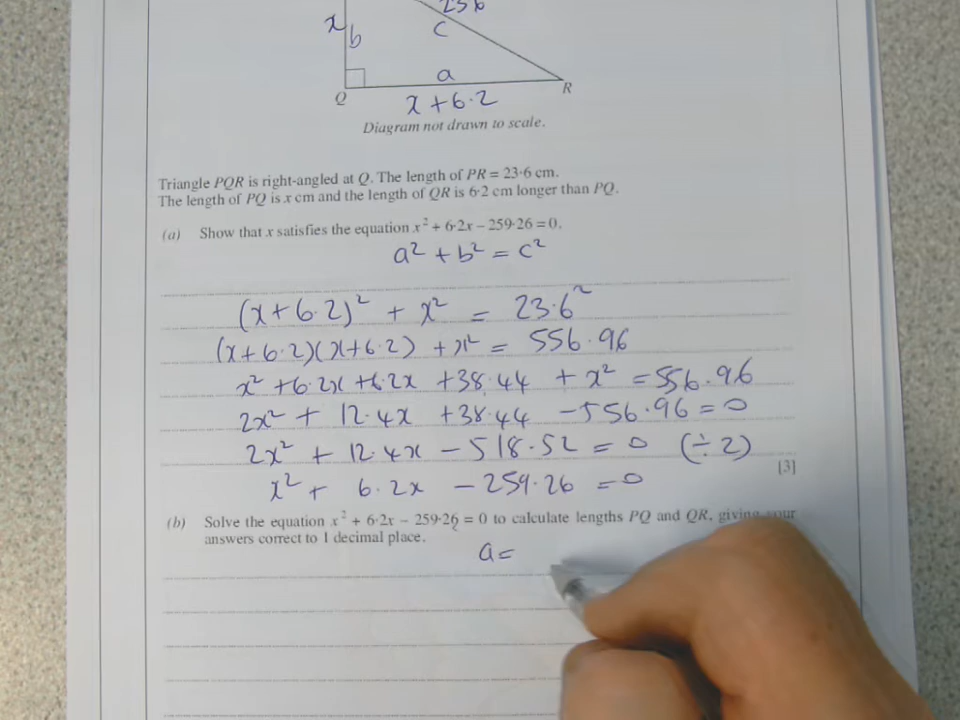 x
b
23.6
c
a
Q
R
x + 6.2
Diagram not drawn to scale.
Triangle PQR is right-angled at Q. The length of PR = 23·6 cm.
The length of PQ is x cm and the length of QR is 6·2 cm longer than PQ.
(a) Show that x satisfies the equation x² + 6·2x − 259·26 = 0.
a² + b² = c²
(x + 6.2)² + x² = 23.6²
(x + 6.2)(x + 6.2) + x² = 556.96
x² + 6.2x + 6.2x + 38.44 + x² = 556.96
2x² + 12.4x + 38.44 − 556.96 = 0
2x² + 12.4x − 518.52 = 0 (÷ 2)
[3]
x² + 6.2x − 259.26 = 0
(b) Solve the equation x² + 6·2x − 259·26 = 0 to calculate lengths PQ and QR, giving your
answers correct to 1 decimal place.
a =